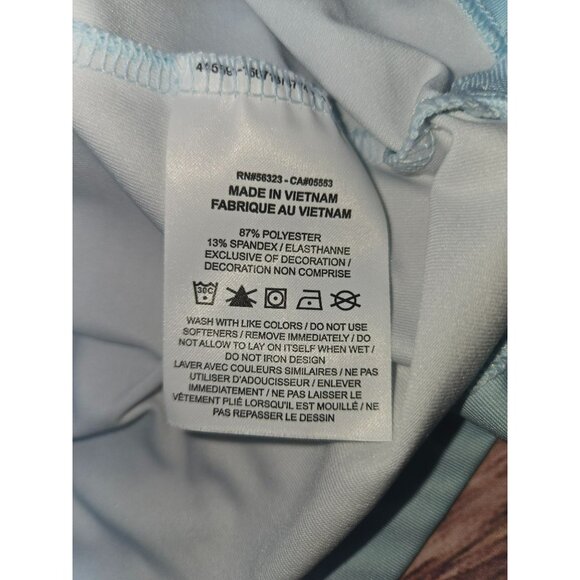 RN#56323 - CA#05553
MADE IN VIETNAM
FABRIQUE AU VIETNAM
87% POLYESTER
13% SPANDEX / ELASTHANNE
EXCLUSIVE OF DECORATION /
DECORATION NON COMPRISE
30C
WASH WITH LIKE COLORS / DO NOT USE
SOFTENERS / REMOVE IMMEDIATELY / DO
NOT ALLOW TO LAY ON ITSELF WHEN WET /
DO NOT IRON DESIGN
LAVER AVEC COULEURS SIMILAIRES / NE PAS
UTILISER D'ADOUCISSEUR / ENLEVER
IMMEDIATEMENT / NE PAS LAISSER LE
VÊTEMENT PLIÉ LORSQU'IL EST MOUILLÉ / NE
PAS REPASSER LE DESSIN